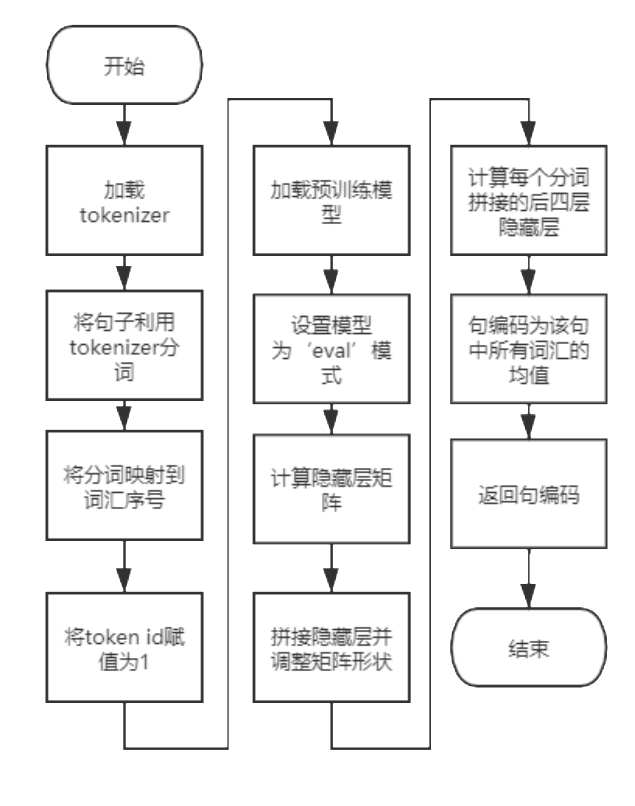 开始
加载
tokenizer
将句子利用
tokenizer分
词
将分词映射到
词汇序号
将token id赋
值为1
加载预训练模
型
设置模型
为‘eval’模
式
计算隐藏层矩
阵
拼接隐藏层并
调整矩阵形状
计算每个分词
拼接的后四层
隐藏层
句编码为该句
中所有词汇的
均值
返回句编码
结束